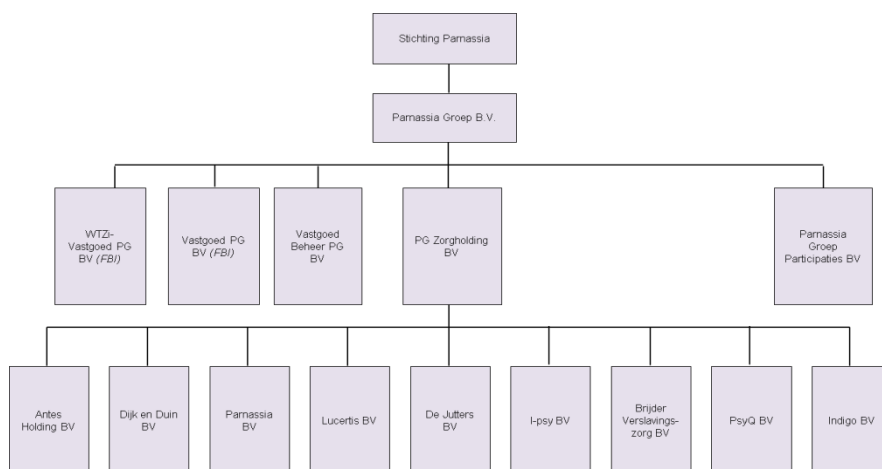 Stichting Parnassia
Parnassia Groep B.V.
WTZi-
Vastgoed PG
BV (FBI)
Vastgoed PG
BV (FBI)
Vastgoed
Beheer PG
BV
PG Zorgholding
BV
Parnassia
Groep
Participaties BV
Antes
Holding BV
Dijk en Duin
BV
Parnassia
BV
Lucertis BV
De Jutters
BV
I-psy BV
Brijder
Verslavings-
zorg BV
PsyQ BV
Indigo BV